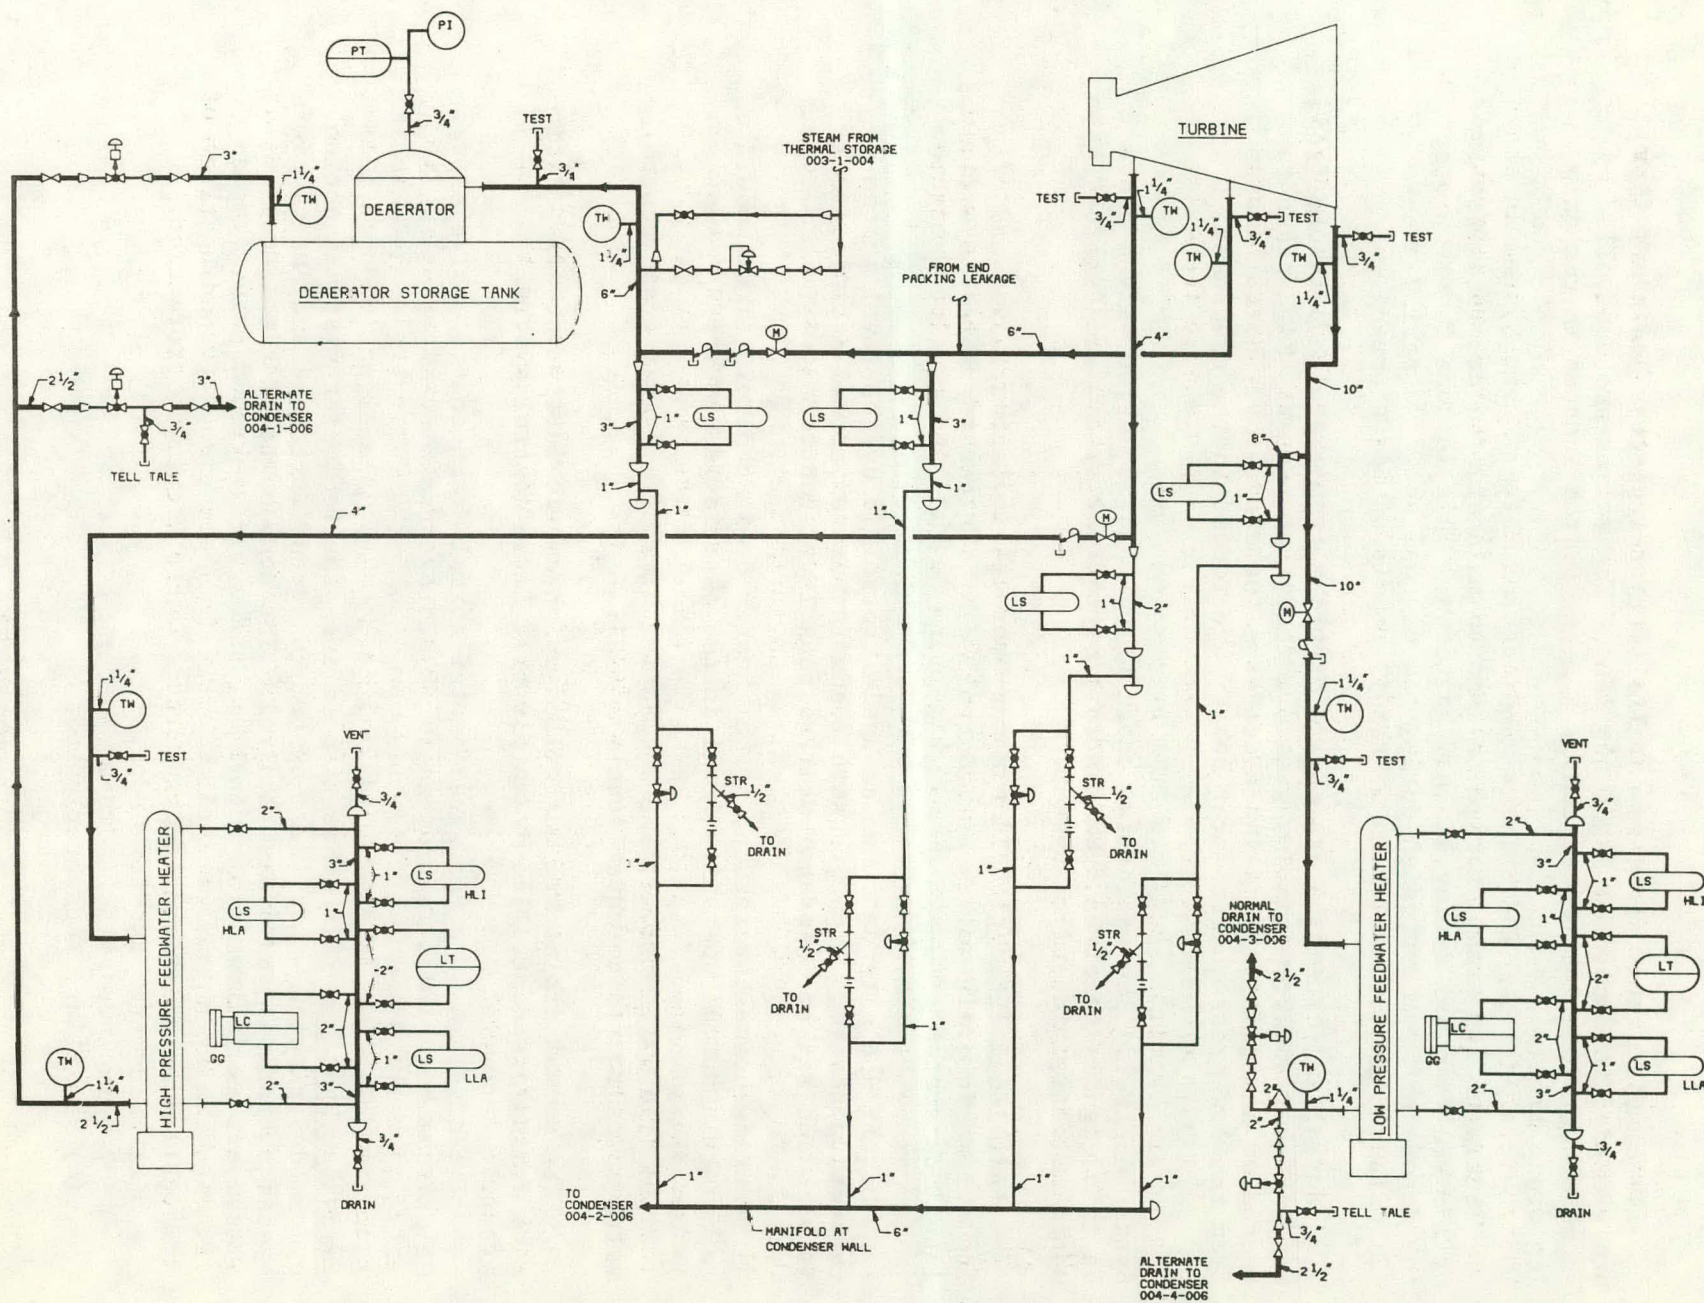 PI
PT
3/4"
TEST
3/4"
STEAM FROM
THERMAL STORAGE
003-1-004
TURBINE
3"
1 1/4"
TW
DEAERATOR
TW
1 1/4"
6"
DEAERATOR STORAGE TANK
FROM END
PACKING LEAKAGE
TEST
3/4"
1 1/4"
TW
TEST
3/4"
1 1/4"
TW
TEST
3/4"
TW
1 1/4"
M
6"
4"
10"
2 1/2"
3"
ALTERNATE
DRAIN TO
CONDENSER
004-1-006
3/4"
TELL TALE
1"
LS
3"
1"
LS
1"
3"
1"
8"
LS
1"
4"
1"
1"
M
10"
LS
1"
2"
M
1"
1 1/4"
TW
TEST
3/4"
1"
1 1/4"
TW
TEST
3/4"
VENT
3/4"
HIGH PRESSURE FEEDWATER HEATER
2"
3"
1"
LS
HLI
LS
HLA
1"
2"
LT
LC
GG
2"
1"
LS
LLA
2"
3"
3/4"
DRAIN
TW
1 1/4"
2 1/2"
STR
1/2"
TO
DRAIN
1"
STR
1/2"
TO
DRAIN
1"
STR
1/2"
TO
DRAIN
1"
STR
1/2"
TO
DRAIN
1"
1"
1"
1"
TO
CONDENSER
004-2-006
MANIFOLD AT
CONDENSER WALL
6"
NORMAL
DRAIN TO
CONDENSER
004-3-006
2 1/2"
TW
2"
1 1/4"
2"
TELL TALE
3/4"
2 1/2"
ALTERNATE
DRAIN TO
CONDENSER
004-4-006
VENT
3/4"
LOW PRESSURE FEEDWATER HEATER
2"
3"
1"
LS
HLI
LS
HLA
1"
2"
LT
LC
GG
2"
1"
LS
LLA
2"
3"
3/4"
DRAIN